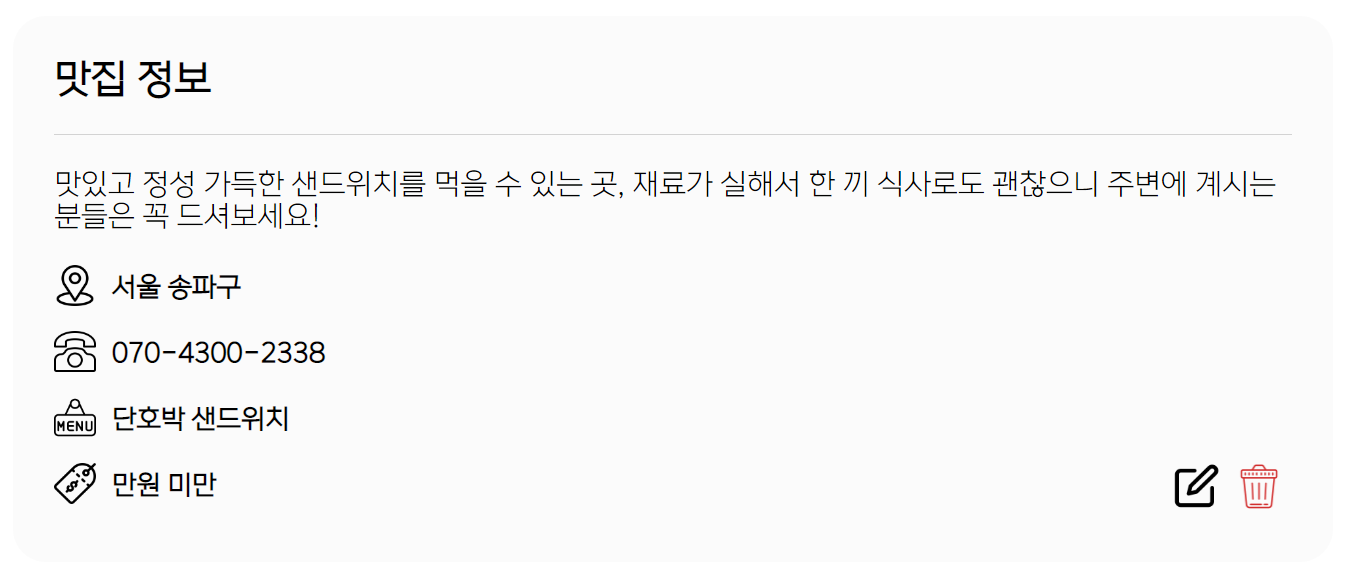 맛집 정보
맛있고 정성 가득한 샌드위치를 먹을 수 있는 곳, 재료가 실해서 한 끼 식사로도 괜찮으니 주변에 계시는
분들은 꼭 드셔보세요!
서울 송파구
070-4300-2338
MENU 단호박 샌드위치
만원 미만